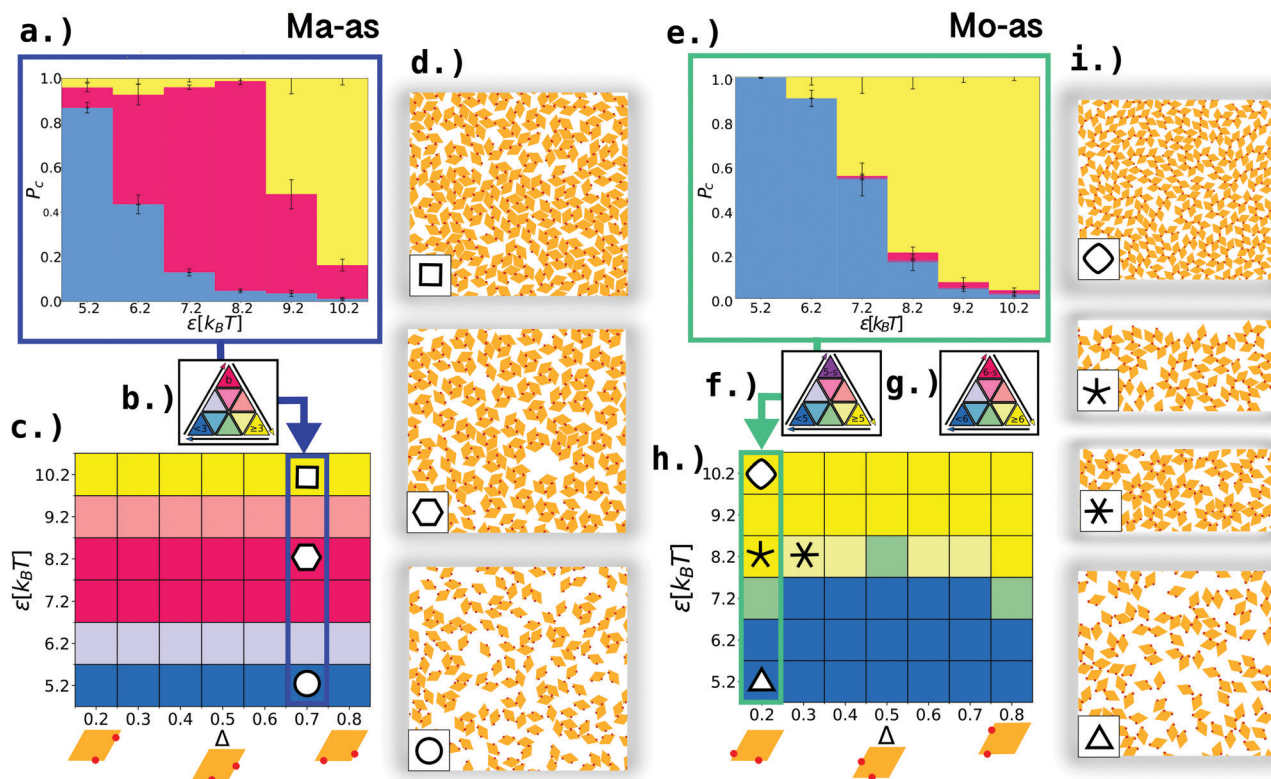 a.) Ma-as
1.0
0.8
0.6
0.4
0.2
0.0
P_c
5.2 6.2 7.2 8.2 9.2 10.2
ε[k_BT]
b.)
b
<3 ≥3
c.)
10.2
9.2
8.2
7.2
6.2
5.2
ε[k_BT]
0.2 0.3 0.4 0.5 0.6 0.7 0.8
Δ
d.)
e.) Mo-as
1.0
0.8
0.6
0.4
0.2
0.0
P_c
5.2 6.2 7.2 8.2 9.2 10.2
ε[k_BT]
f.)
5-s
<5 ≥5
g.)
6-s
<6 ≥6
h.)
10.2
9.2
8.2
7.2
6.2
5.2
ε[k_BT]
0.2 0.3 0.4 0.5 0.6 0.7 0.8
Δ
i.)